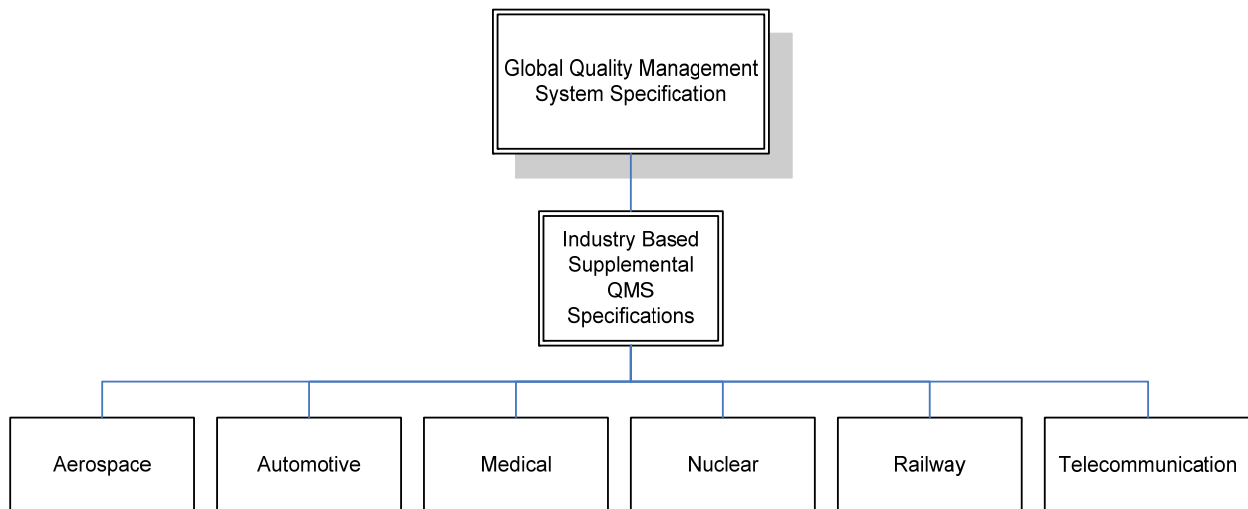 Global Quality Management
System Specification
Industry Based
Supplemental
QMS
Specifications
Aerospace
Automotive
Medical
Nuclear
Railway
Telecommunication